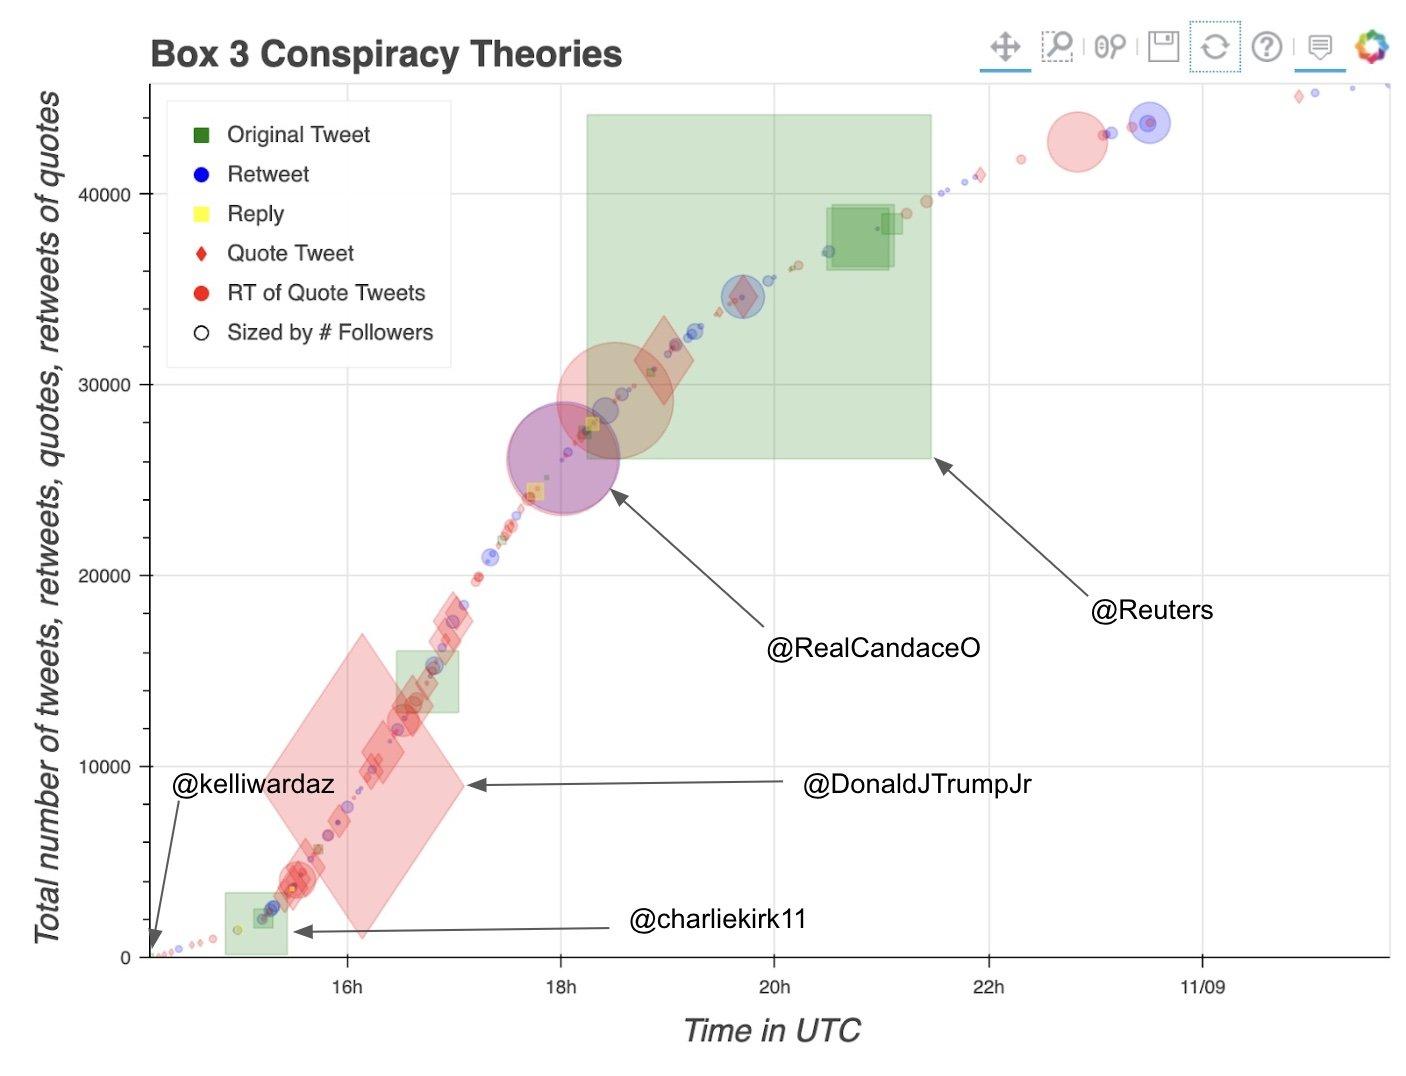 Box 3 Conspiracy Theories
Total number of tweets, retweets, quotes, retweets of quotes
Original Tweet
Retweet
Reply
Quote Tweet
RT of Quote Tweets
Sized by # Followers
40000
30000
20000
10000
0
@Reuters
@RealCandaceO
@kelliwardaz
@DonaldJTrumpJr
@charliekirk11
16h
18h
20h
22h
11/09
Time in UTC